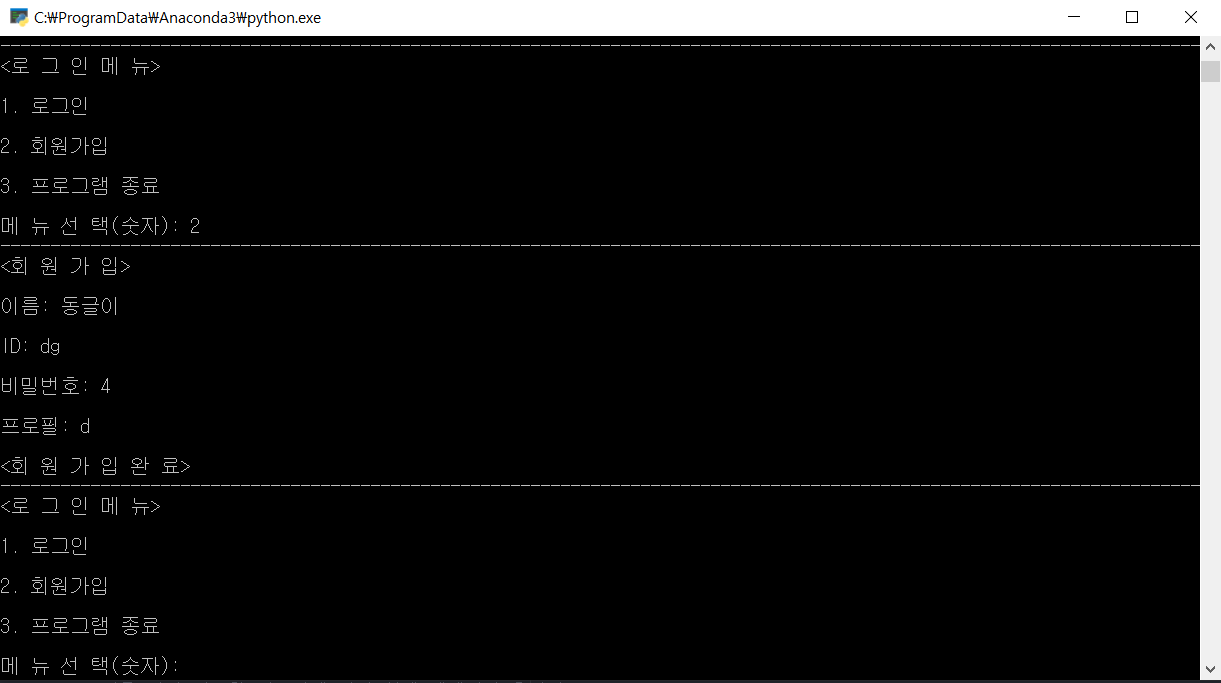 C:₩ProgramData₩Anaconda3₩python.exe
<로 그 인 메 뉴>
1. 로그인
2. 회원가입
3. 프로그램 종료
메 뉴 선 택(숫자): 2
<회 원 가 입>
이름: 동글이
ID: dg
비밀번호: 4
프로필: d
<회 원 가 입 완 료>
<로 그 인 메 뉴>
1. 로그인
2. 회원가입
3. 프로그램 종료
메 뉴 선 택(숫자):